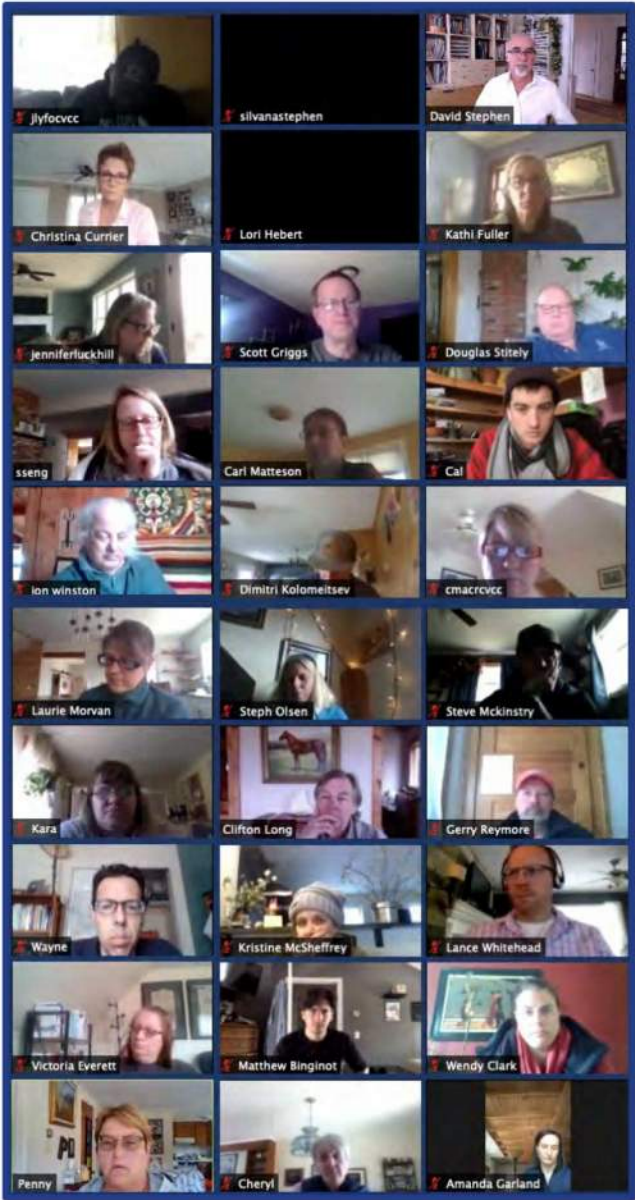 jlyfocvcc
silvanastephen
David Stephen
Christina Currier
Lori Hebert
Kathi Fuller
jenniferluckhill
Scott Griggs
Douglas Stitely
sseng
Carl Matteson
Cal
jon winston
Dimitri Kolomeitsev
cmacrcvcc
Laurie Morvan
Steph Olsen
Steve Mckinstry
Kara
Clifton Long
Gerry Reymore
Wayne
Kristine McSheffrey
Lance Whitehead
Victoria Everett
Matthew Binginot
Wendy Clark
Penny
Cheryl
Amanda Garland